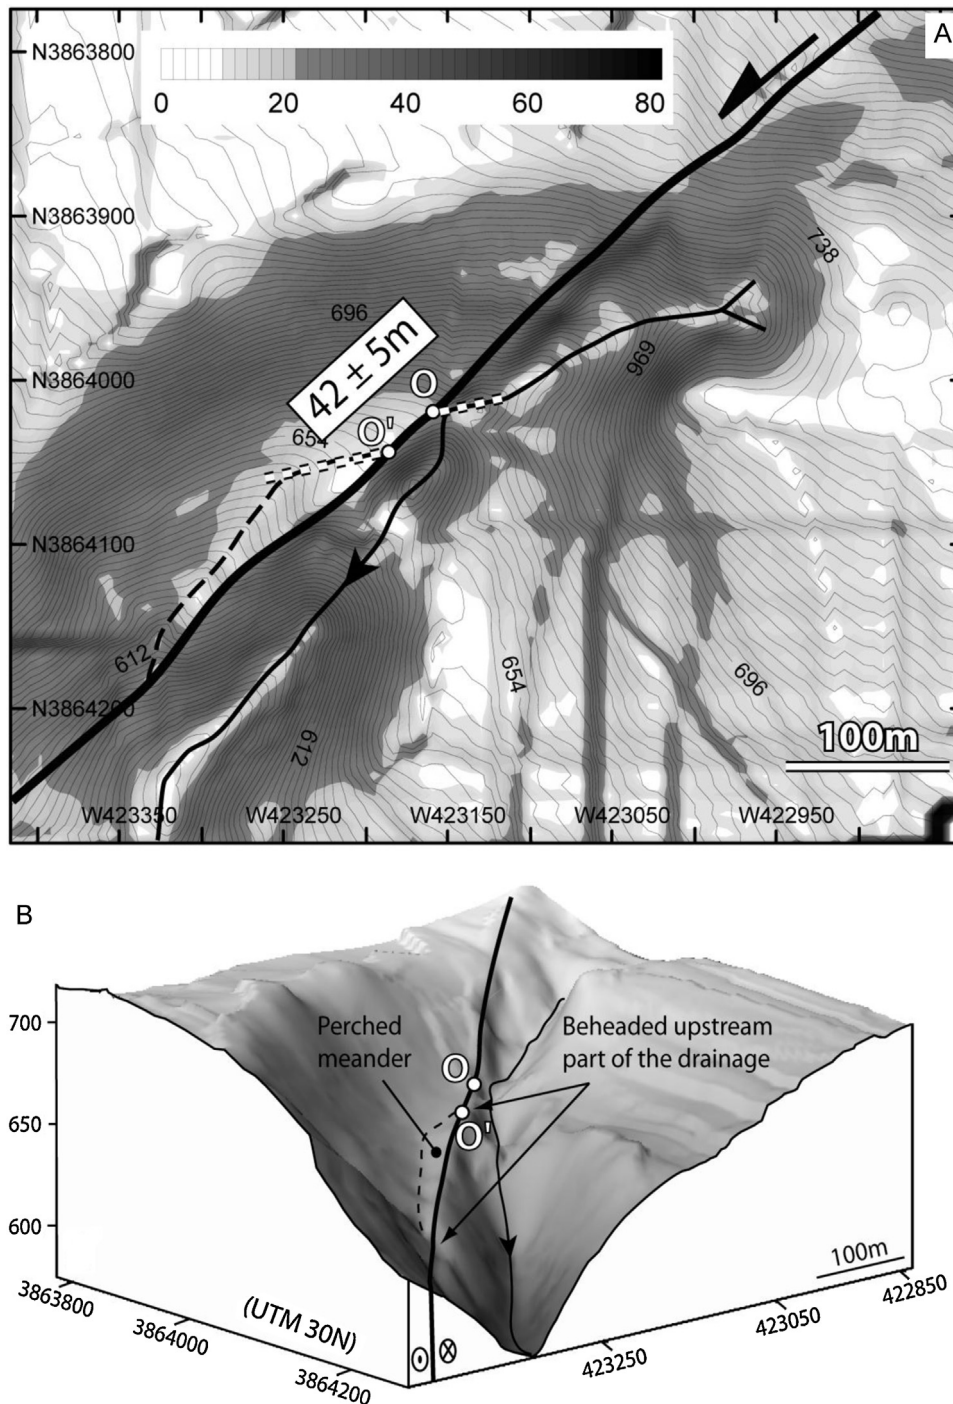 A
N3863800
0 20 40 60 80
N3863900
738
696
696
42 ± 5m
O
N3864000
O'
654
N3864100
612
654
696
N3864200
612
100m
W423350 W423250 W423150 W423050 W422950
B
700
Perched
meander
Beheaded upstream
part of the drainage
O
O'
650
600
100m
3863800
3864000
(UTM 30N)
3864200
423250
423050
422850